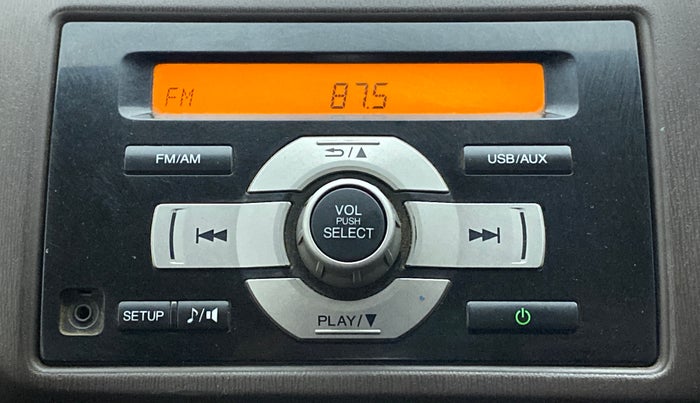 FM 87.5
FM/AM
USB/AUX
VOL
PUSH
SELECT
SETUP
PLAY/▼